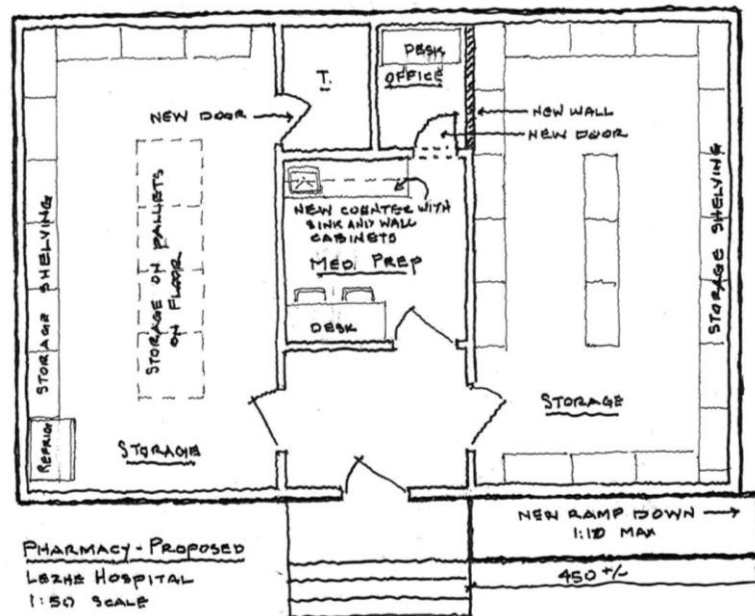 DESK
OFFICE
T.
NEW DOOR
NEW WALL
NEW DOOR
NEW COUNTER WITH
SINK AND WALL
CABINETS
MED PREP
DESK
STORAGE SHELVING
STORAGE ON PALLETS
ON FLOOR
STORAGE SHELVING
REFRIG
STORAGE
STORAGE
NEW RAMP DOWN
1:12 MAX
450 +/-
PHARMACY - PROPOSED
LEZHE HOSPITAL
1:50 SCALE